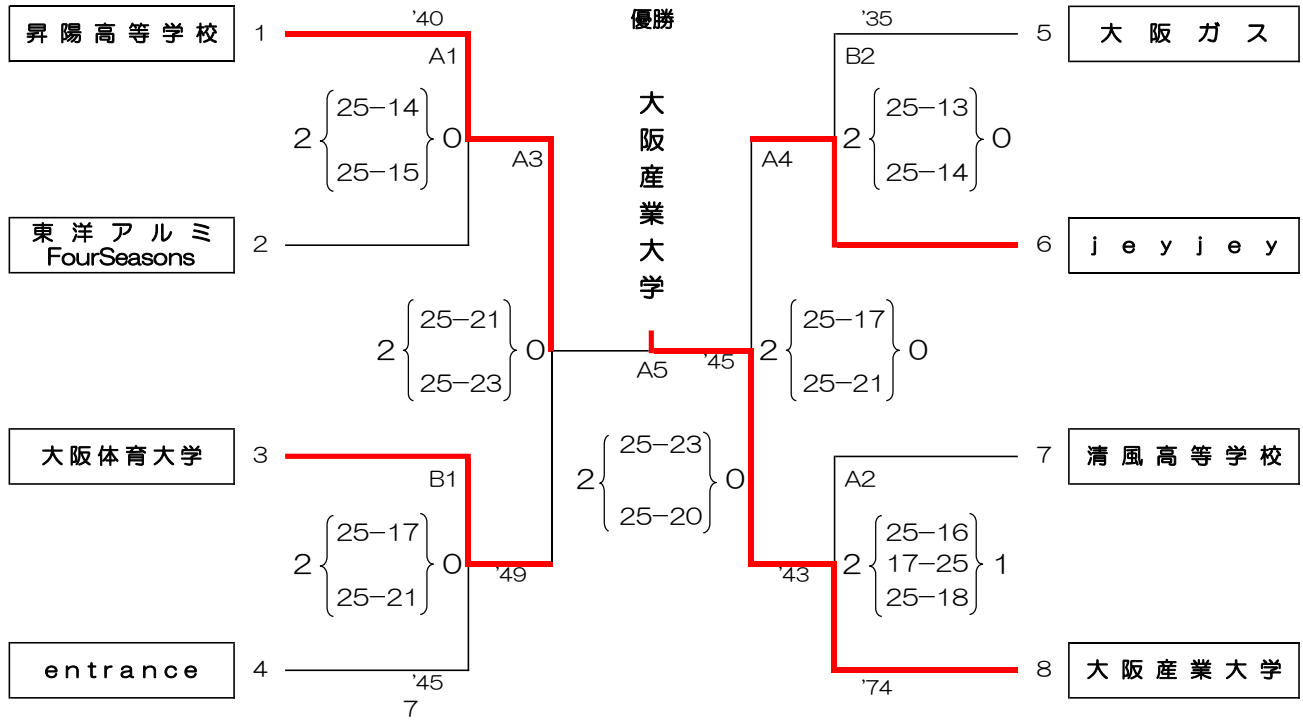 昇陽高等学校 1 '40 優勝 '35 5 大阪ガス
A1 B2
25−14 25−13
2 0 2 0
25−15 25−14
A3 A4
大阪産業大学
東洋アルミ
FourSeasons
2 6 jeyjey
25−21 25−17
2 0 2 0
25−23 25−21
A5 '45
大阪体育大学 3 7 清風高等学校
25−23
2 0
25−20
B1 A2
25−17 25−16
2 0 2 17−25 1
25−21 25−18
'49 '43
entrance 4 8 大阪産業大学
'45 '74
7